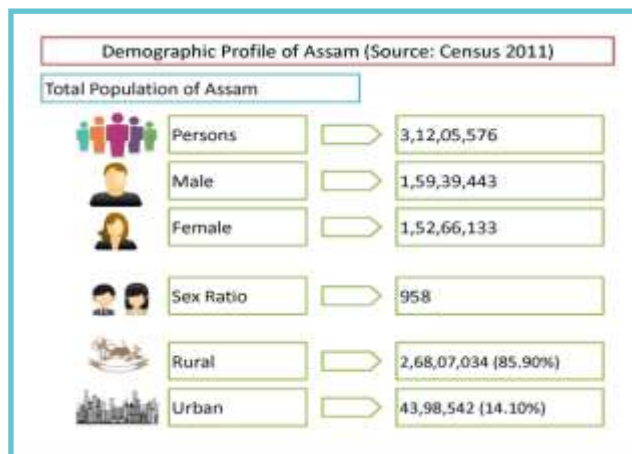 Demographic Profile of Assam (Source: Census 2011)
Total Population of Assam
Persons 3,12,05,576
Male 1,59,39,443
Female 1,52,66,133
Sex Ratio 958
Rural 2,68,07,034 (85.90%)
Urban 43,98,542 (14.10%)